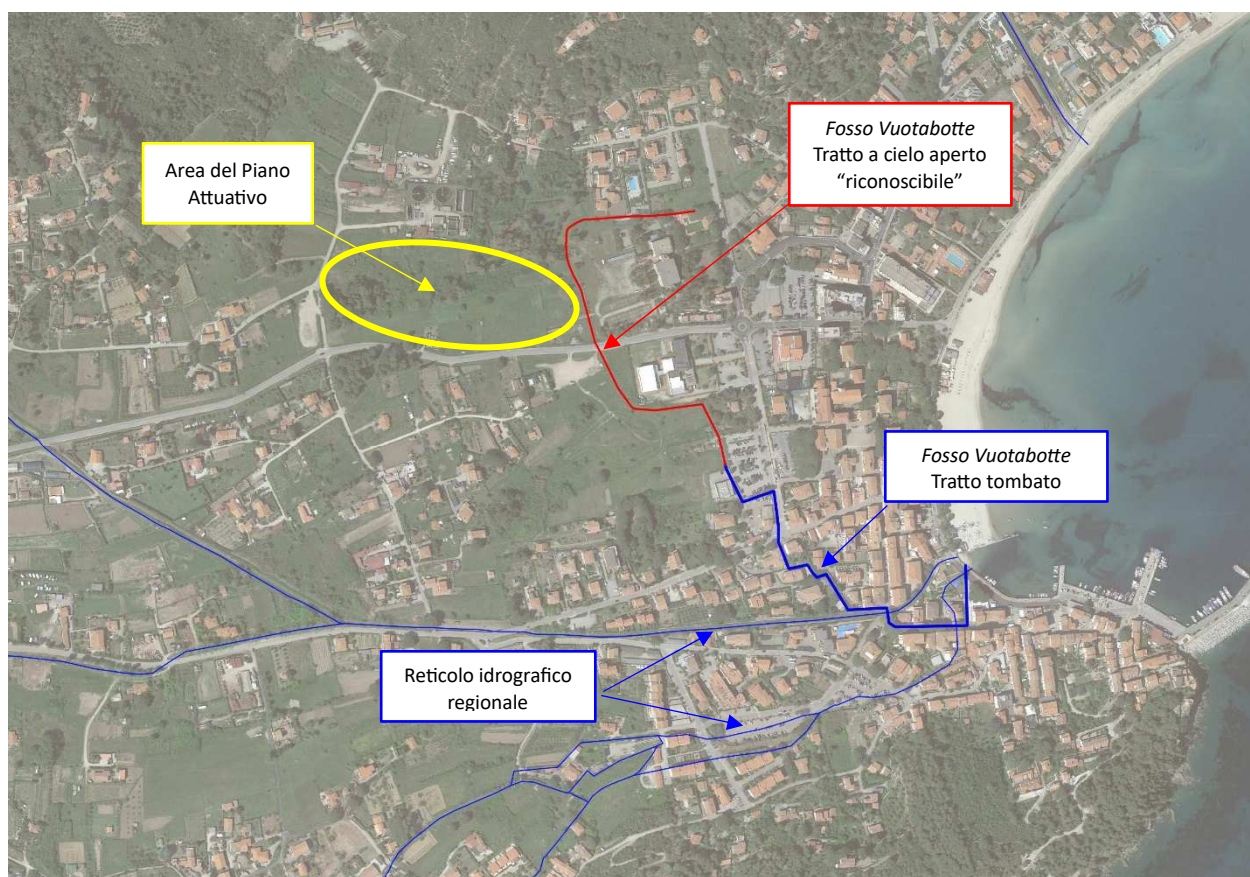 Fosso Vuotabotte
Tratto a cielo aperto
“riconoscibile”
Area del Piano
Attuativo
Fosso Vuotabotte
Tratto tombato
Reticolo idrografico
regionale